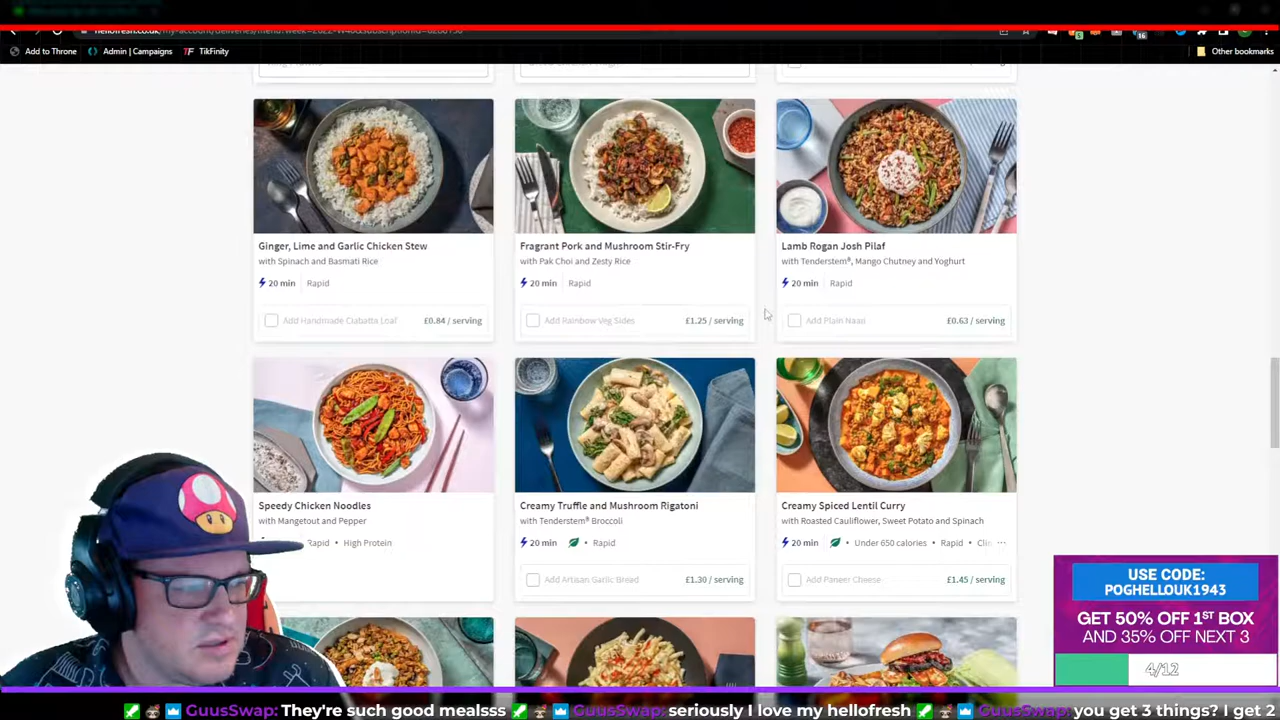 Add to Throne
Admin | Campaigns
TikFinity
Other bookmarks
Ginger, Lime and Garlic Chicken Stew
with Spinach and Basmati Rice
20 min
Rapid
Add Handmade Ciabatta Loaf
£0.84 / serving
Fragrant Pork and Mushroom Stir-Fry
with Pak Choi and Zesty Rice
20 min
Rapid
Add Rainbow Veg Sides
£1.25 / serving
Lamb Rogan Josh Pilaf
with Tenderstem®, Mango Chutney and Yoghurt
20 min
Rapid
Add Plain Naan
£0.63 / serving
Speedy Chicken Noodles
with Mangetout and Pepper
Rapid • High Protein
Creamy Truffle and Mushroom Rigatoni
with Tenderstem® Broccoli
20 min • Rapid
Add Artisan Garlic Bread
£1.30 / serving
Creamy Spiced Lentil Curry
with Roasted Cauliflower, Sweet Potato and Spinach
20 min • Under 650 calories • Rapid • Cli ...
Add Paneer Cheese
£1.45 / serving
USE CODE:
POGHELLOUK1943
GET 50% OFF 1ST BOX
AND 35% OFF NEXT 3
4/12
GuusSwap: They're such good mealsss GuusSwap: seriously I love my hellofresh GuusSwap: you get 3 things? I get 2